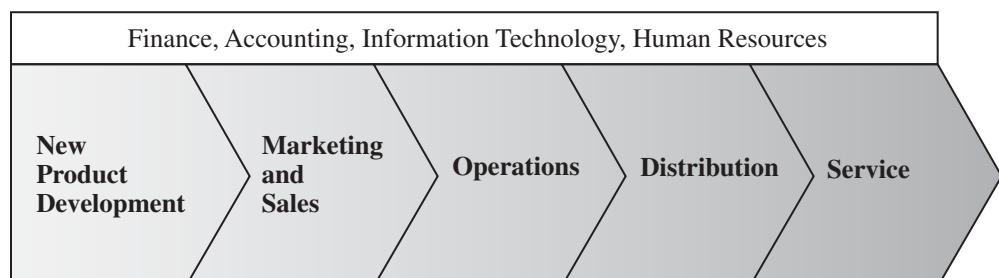 Finance, Accounting, Information Technology, Human Resources
New
Product
Development
Marketing
and
Sales
Operations
Distribution
Service